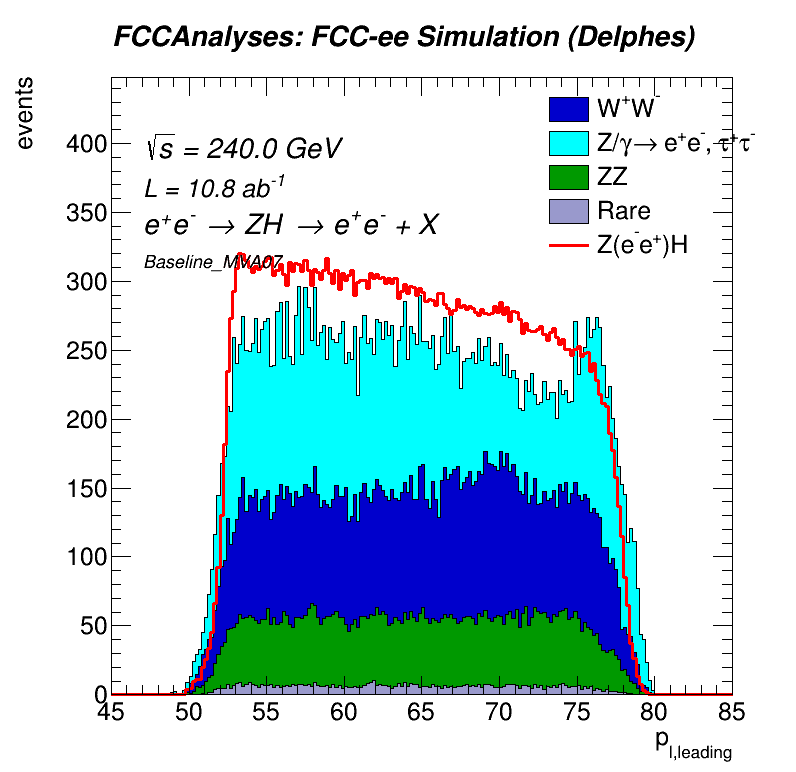 FCCAnalyses: FCC-ee Simulation (Delphes)
events
√s = 240.0 GeV
L = 10.8 ab⁻¹
e⁺e⁻ → ZH → e⁺e⁻ + X
Baseline_MVA07
W⁺W⁻
Z/γ→ e⁺e⁻, τ⁺τ⁻
ZZ
Rare
Z(e⁻e⁺)H
400
350
300
250
200
150
100
50
0
45 50 55 60 65 70 75 80 85
p_l,leading